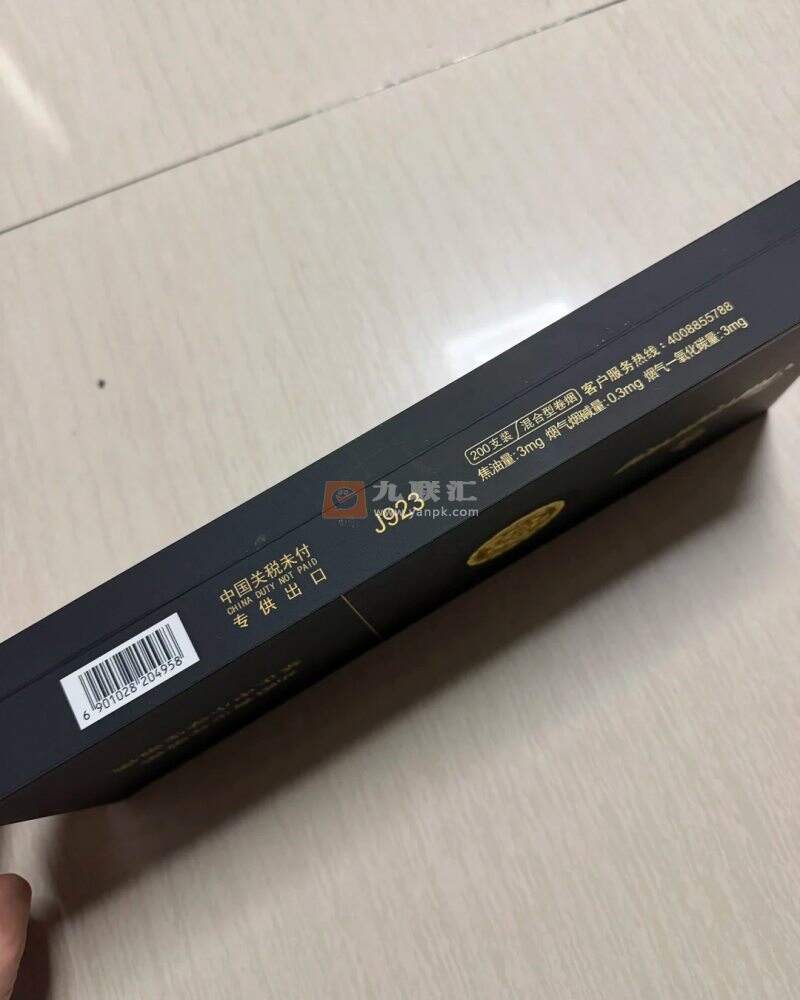 200支装 混合型卷烟 客户服务热线:4008855788
焦油量:3mg 烟气烟碱量:0.3mg 烟气一氧化碳量:3mg
九联汇
www.yanpk.com
J923
中国关税未付
CHINA DUTY NOT PAID
专供出口
6 901028 204958